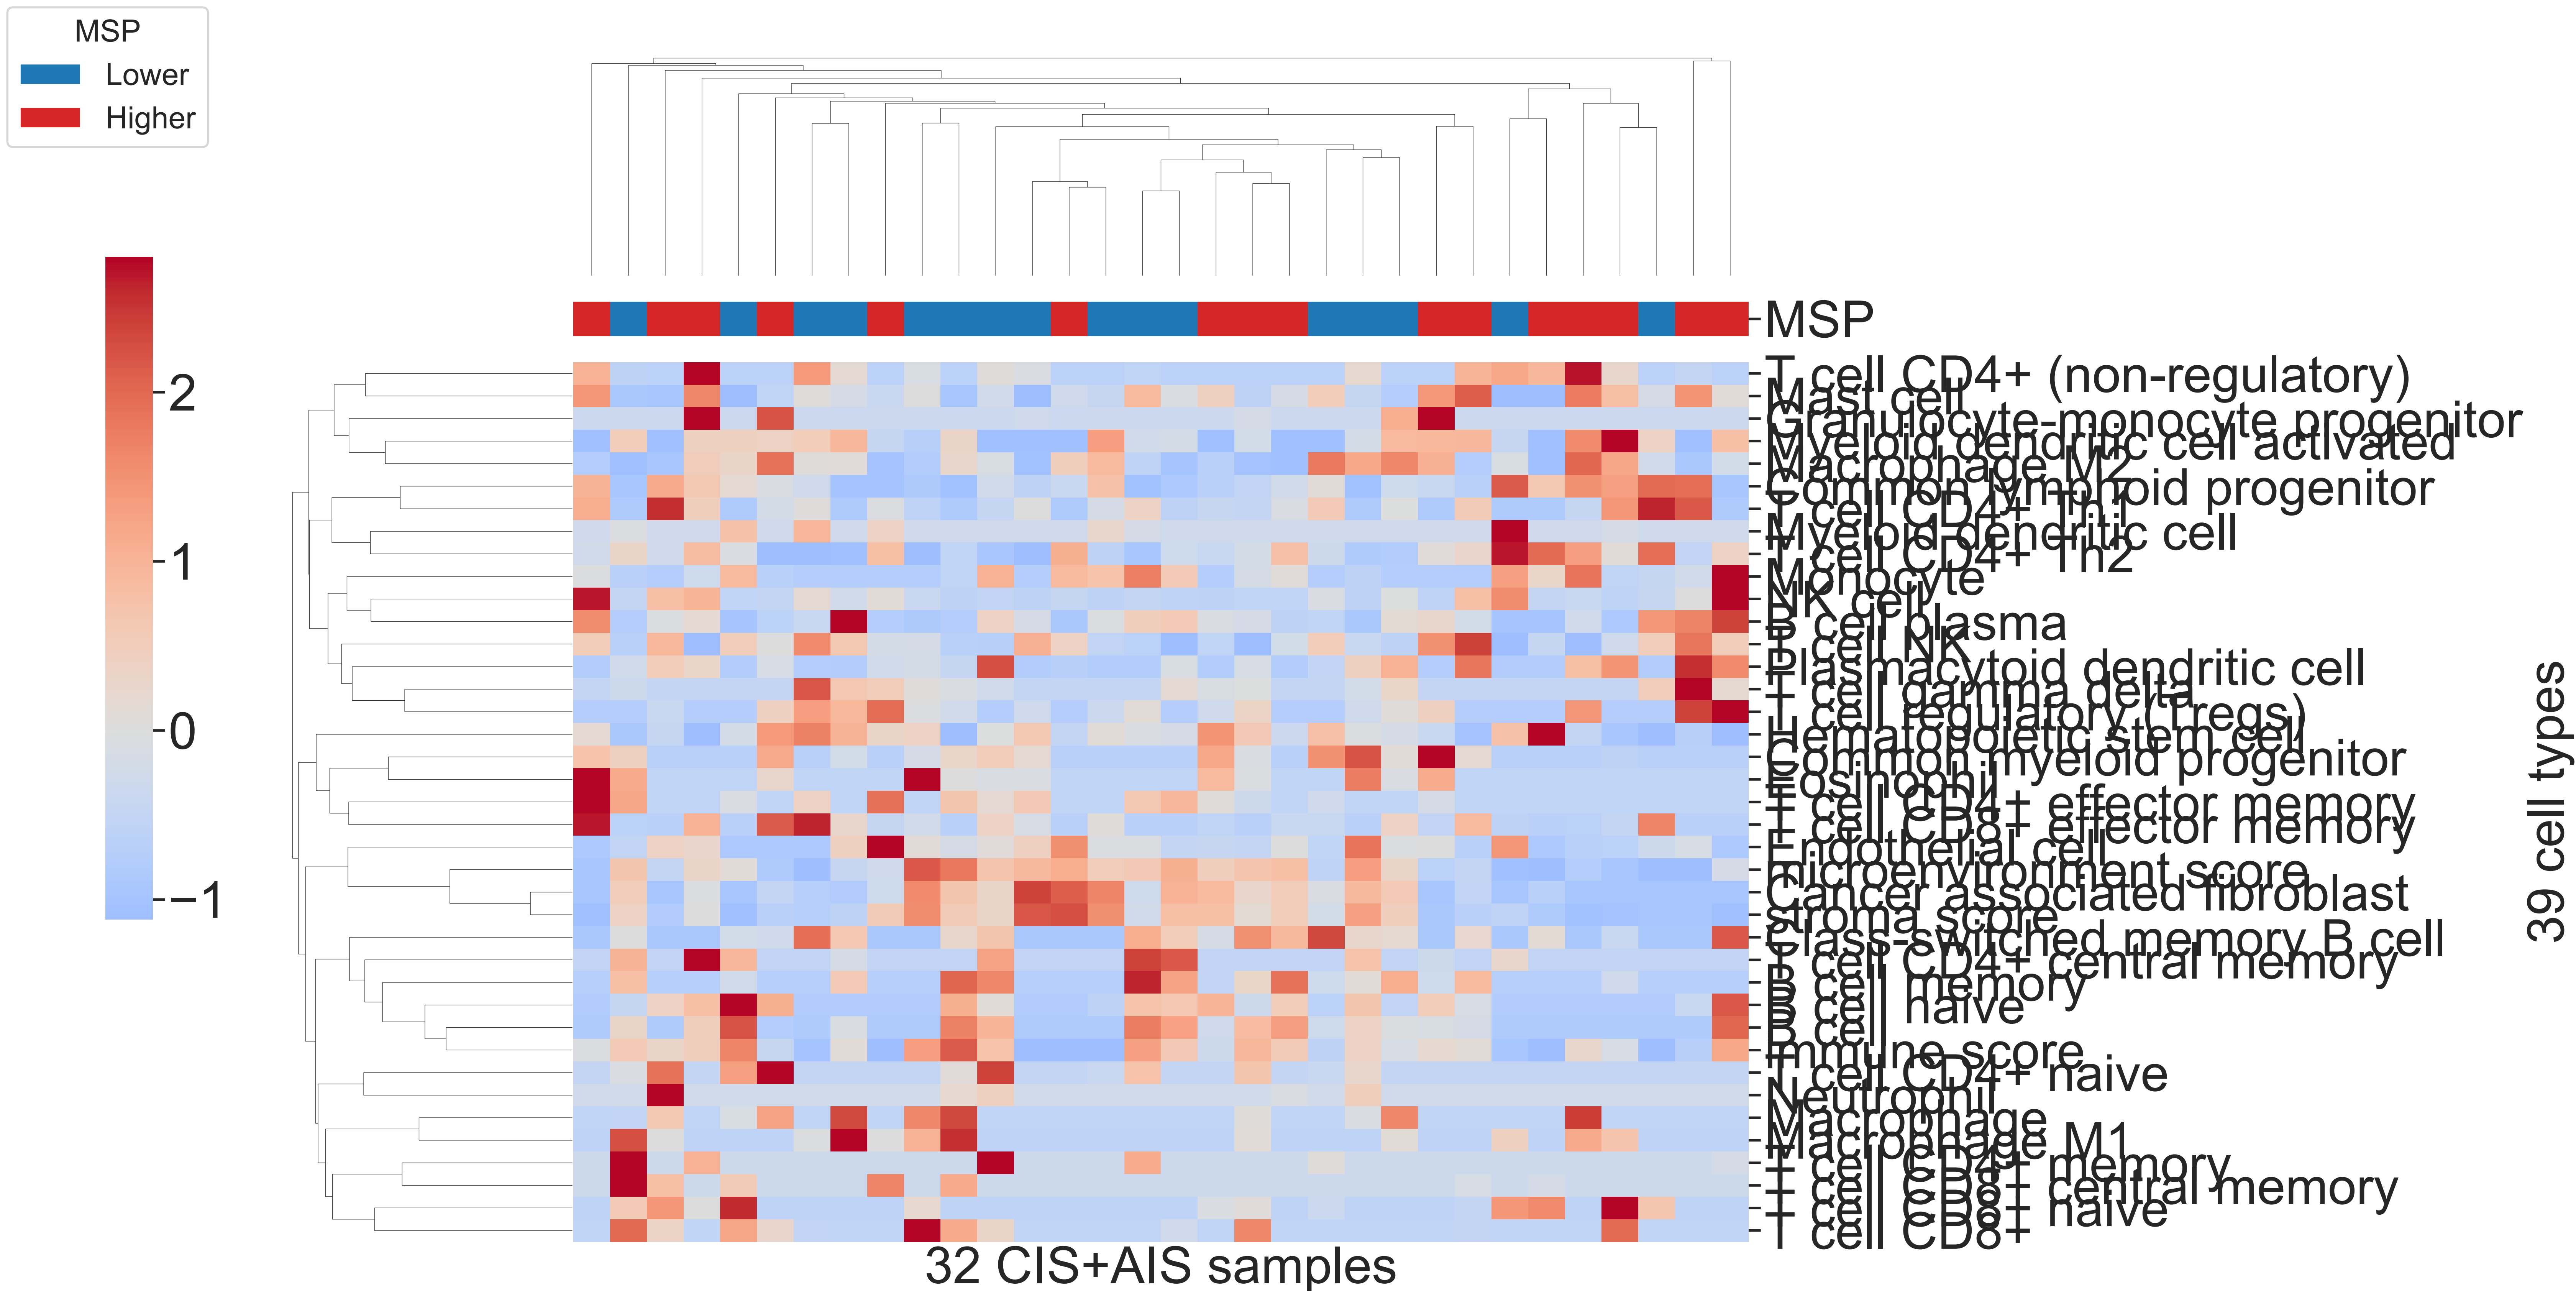 MSP
Lower
Higher
2
1
0
−1
MSP
T cell CD4+ (non-regulatory)
Mast cell
Granulocyte-monocyte progenitor
Myeloid dendritic cell activated
Macrophage M2
Common lymphoid progenitor
T cell CD4+ Th1
Myeloid dendritic cell
T cell CD4+ Th2
Monocyte
NK cell
B cell plasma
T cell NK
Plasmacytoid dendritic cell
T cell gamma delta
T cell regulatory (Tregs)
Hematopoietic stem cell
Common myeloid progenitor
Eosinophil
T cell CD4+ effector memory
T cell CD8+ effector memory
Endothelial cell
microenvironment score
Cancer associated fibroblast
stroma score
Class-switched memory B cell
T cell CD4+ central memory
B cell memory
B cell naive
B cell
immune score
T cell CD4+ naive
Neutrophil
Macrophage
Macrophage M1
T cell CD4+ memory
T cell CD8+ central memory
T cell CD8+ naive
T cell CD8+
39 cell types
32 CIS+AIS samples